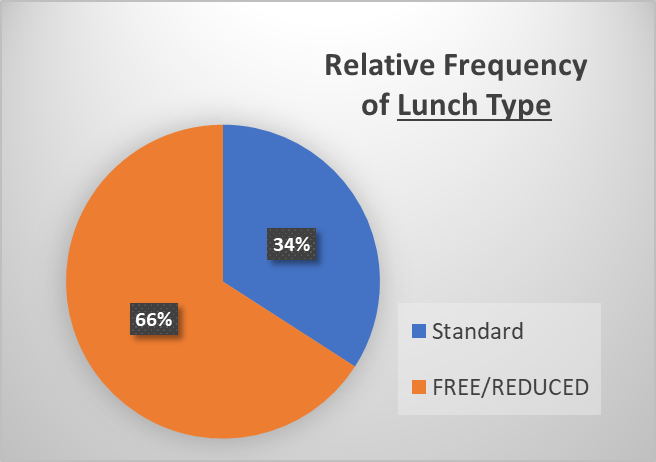 Relative Frequency
of Lunch Type
34%
66%
Standard
FREE/REDUCED